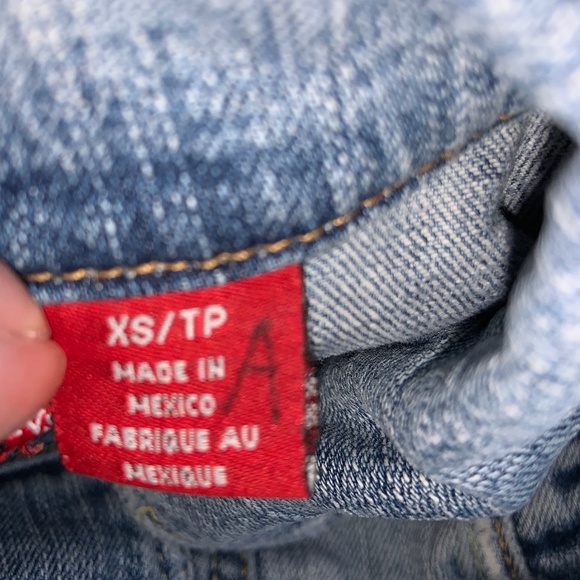 XS/TP
MADE IN
MEXICO
A
FABRIQUE AU
MEXIQUE